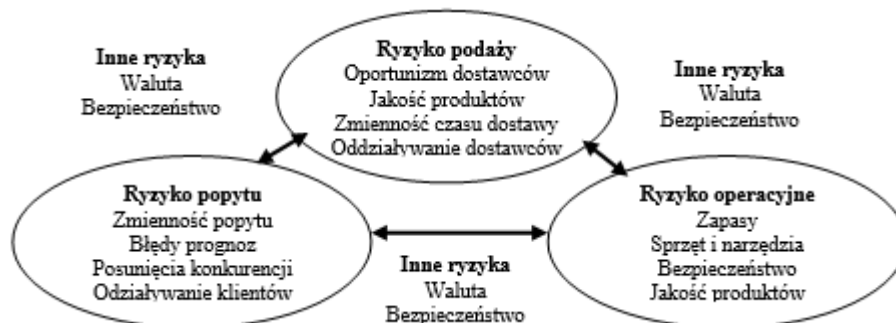 Inne ryzyka
Waluta
Bezpieczeństwo
Ryzyko podaży
Oportunizm dostawców
Jakość produktów
Zmienność czasu dostawy
Oddziaływanie dostawców
Inne ryzyka
Waluta
Bezpieczeństwo
Ryzyko popytu
Zmienność popytu
Błędy prognoz
Posunięcia konkurencji
Odziaływanie klientów
Inne ryzyka
Waluta
Bezpieczeństwo
Ryzyko operacyjne
Zapasy
Sprzęt i narzędzia
Bezpieczeństwo
Jakość produktów